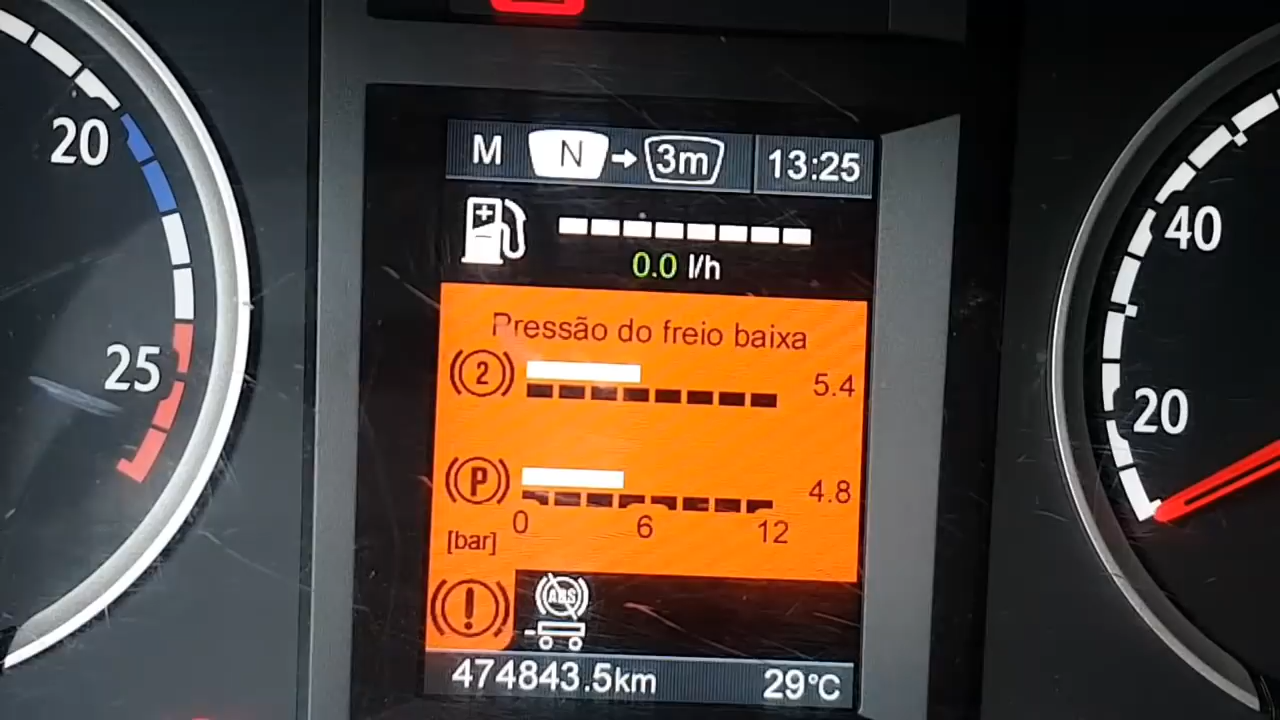 20
25
M N → 3m 13:25
0.0 l/h
Pressão do freio baixa
2 5.4
P 4.8
0 6 12
[bar]
ABS
474843.5km 29°C
40
20